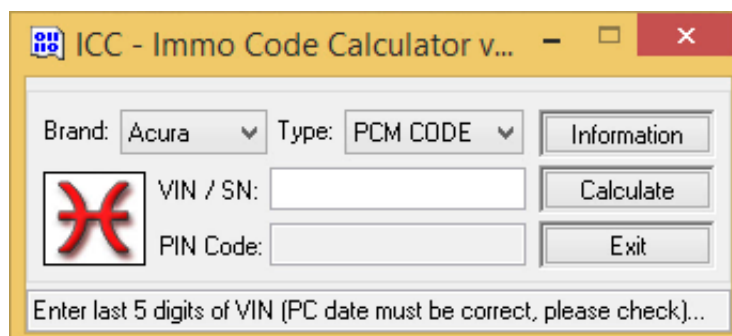 ICC - Immo Code Calculator v...
Brand: Acura Type: PCM CODE Information
VIN / SN: Calculate
PIN Code: Exit
Enter last 5 digits of VIN (PC date must be correct, please check)...